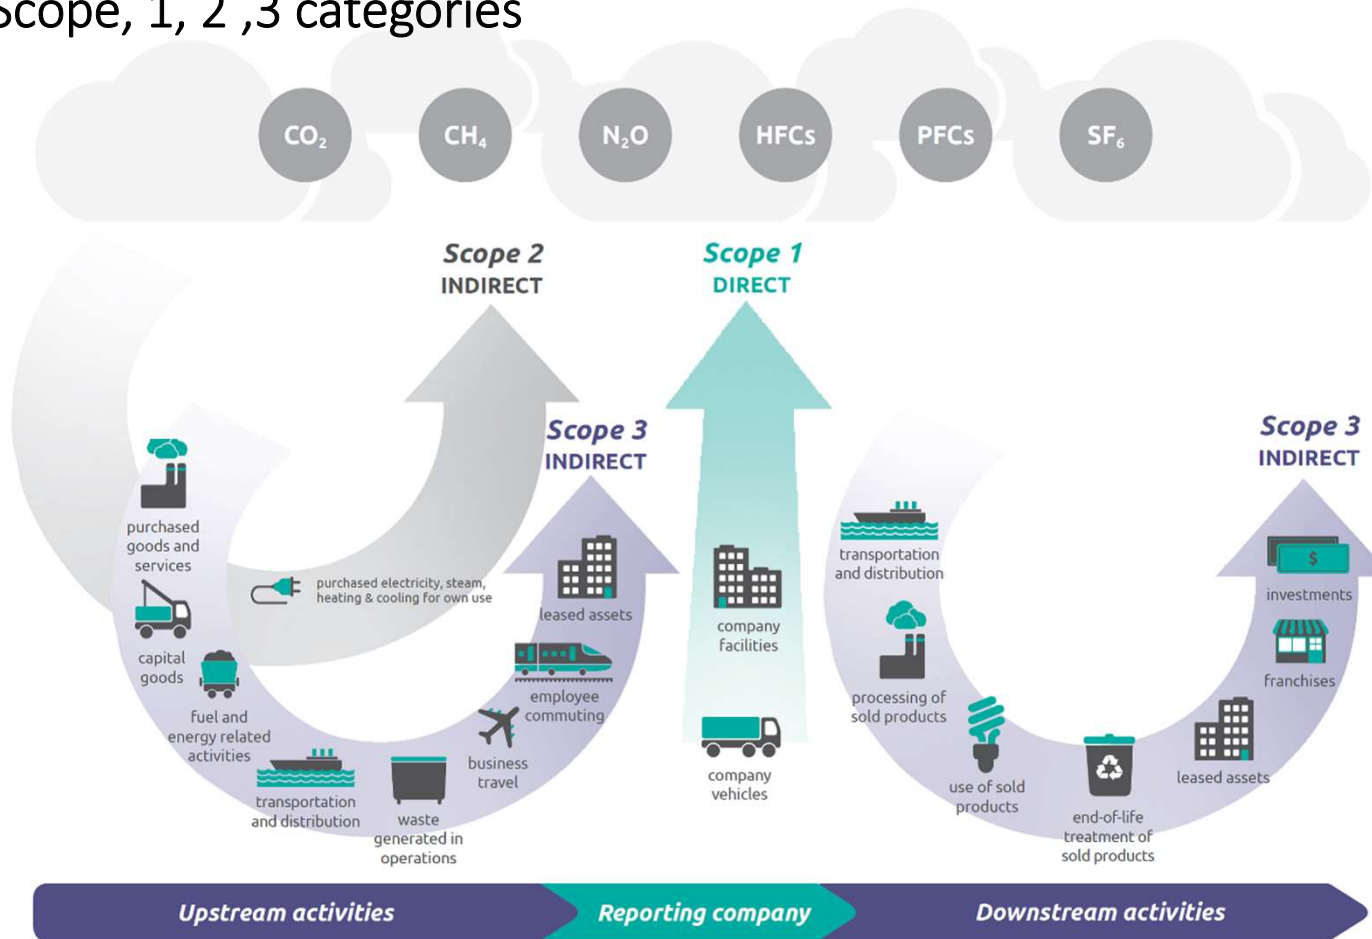 Scope, 1, 2 ,3 categories
CO₂
CH₄
N₂O
HFCs
PFCs
SF₆
Scope 2
INDIRECT
Scope 1
DIRECT
Scope 3
INDIRECT
Scope 3
INDIRECT
purchased
goods and
services
capital
goods
fuel and
energy related
activities
transportation
and distribution
waste
generated in
operations
business
travel
employee
commuting
leased assets
purchased electricity, steam,
heating & cooling for own use
company
facilities
company
vehicles
transportation
and distribution
processing of
sold products
use of sold
products
end-of-life
treatment of
sold products
leased assets
franchises
$
investments
Upstream activities
Reporting company
Downstream activities